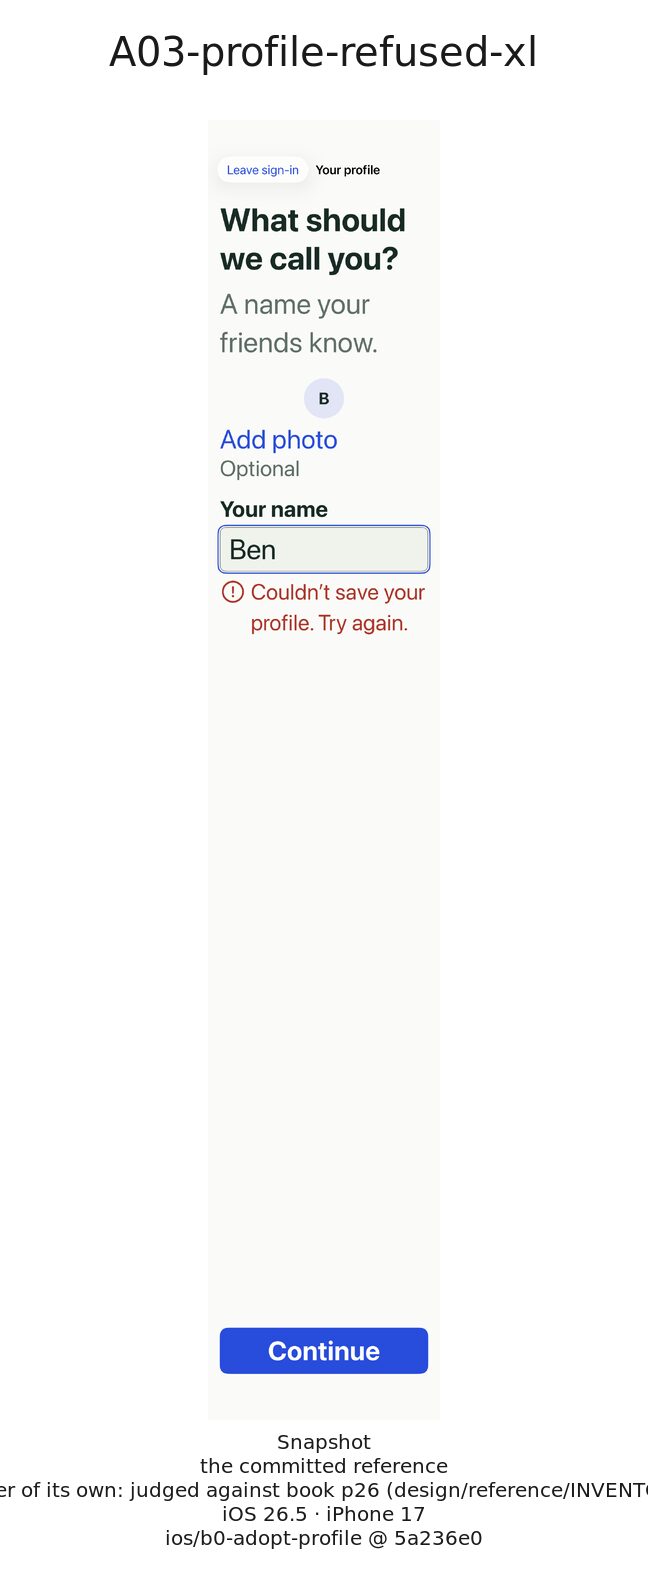 A03-profile-refused-xl
Leave sign-in Your profile
What should
we call you?
A name your
friends know.
B
Add photo
Optional
Your name
Ben
Couldn’t save your
profile. Try again.
Continue
Snapshot
the committed reference
of its own: judged against book p26 (design/reference/
iOS 26.5 · iPhone 17
ios/b0-adopt-profile @ 5a236e0